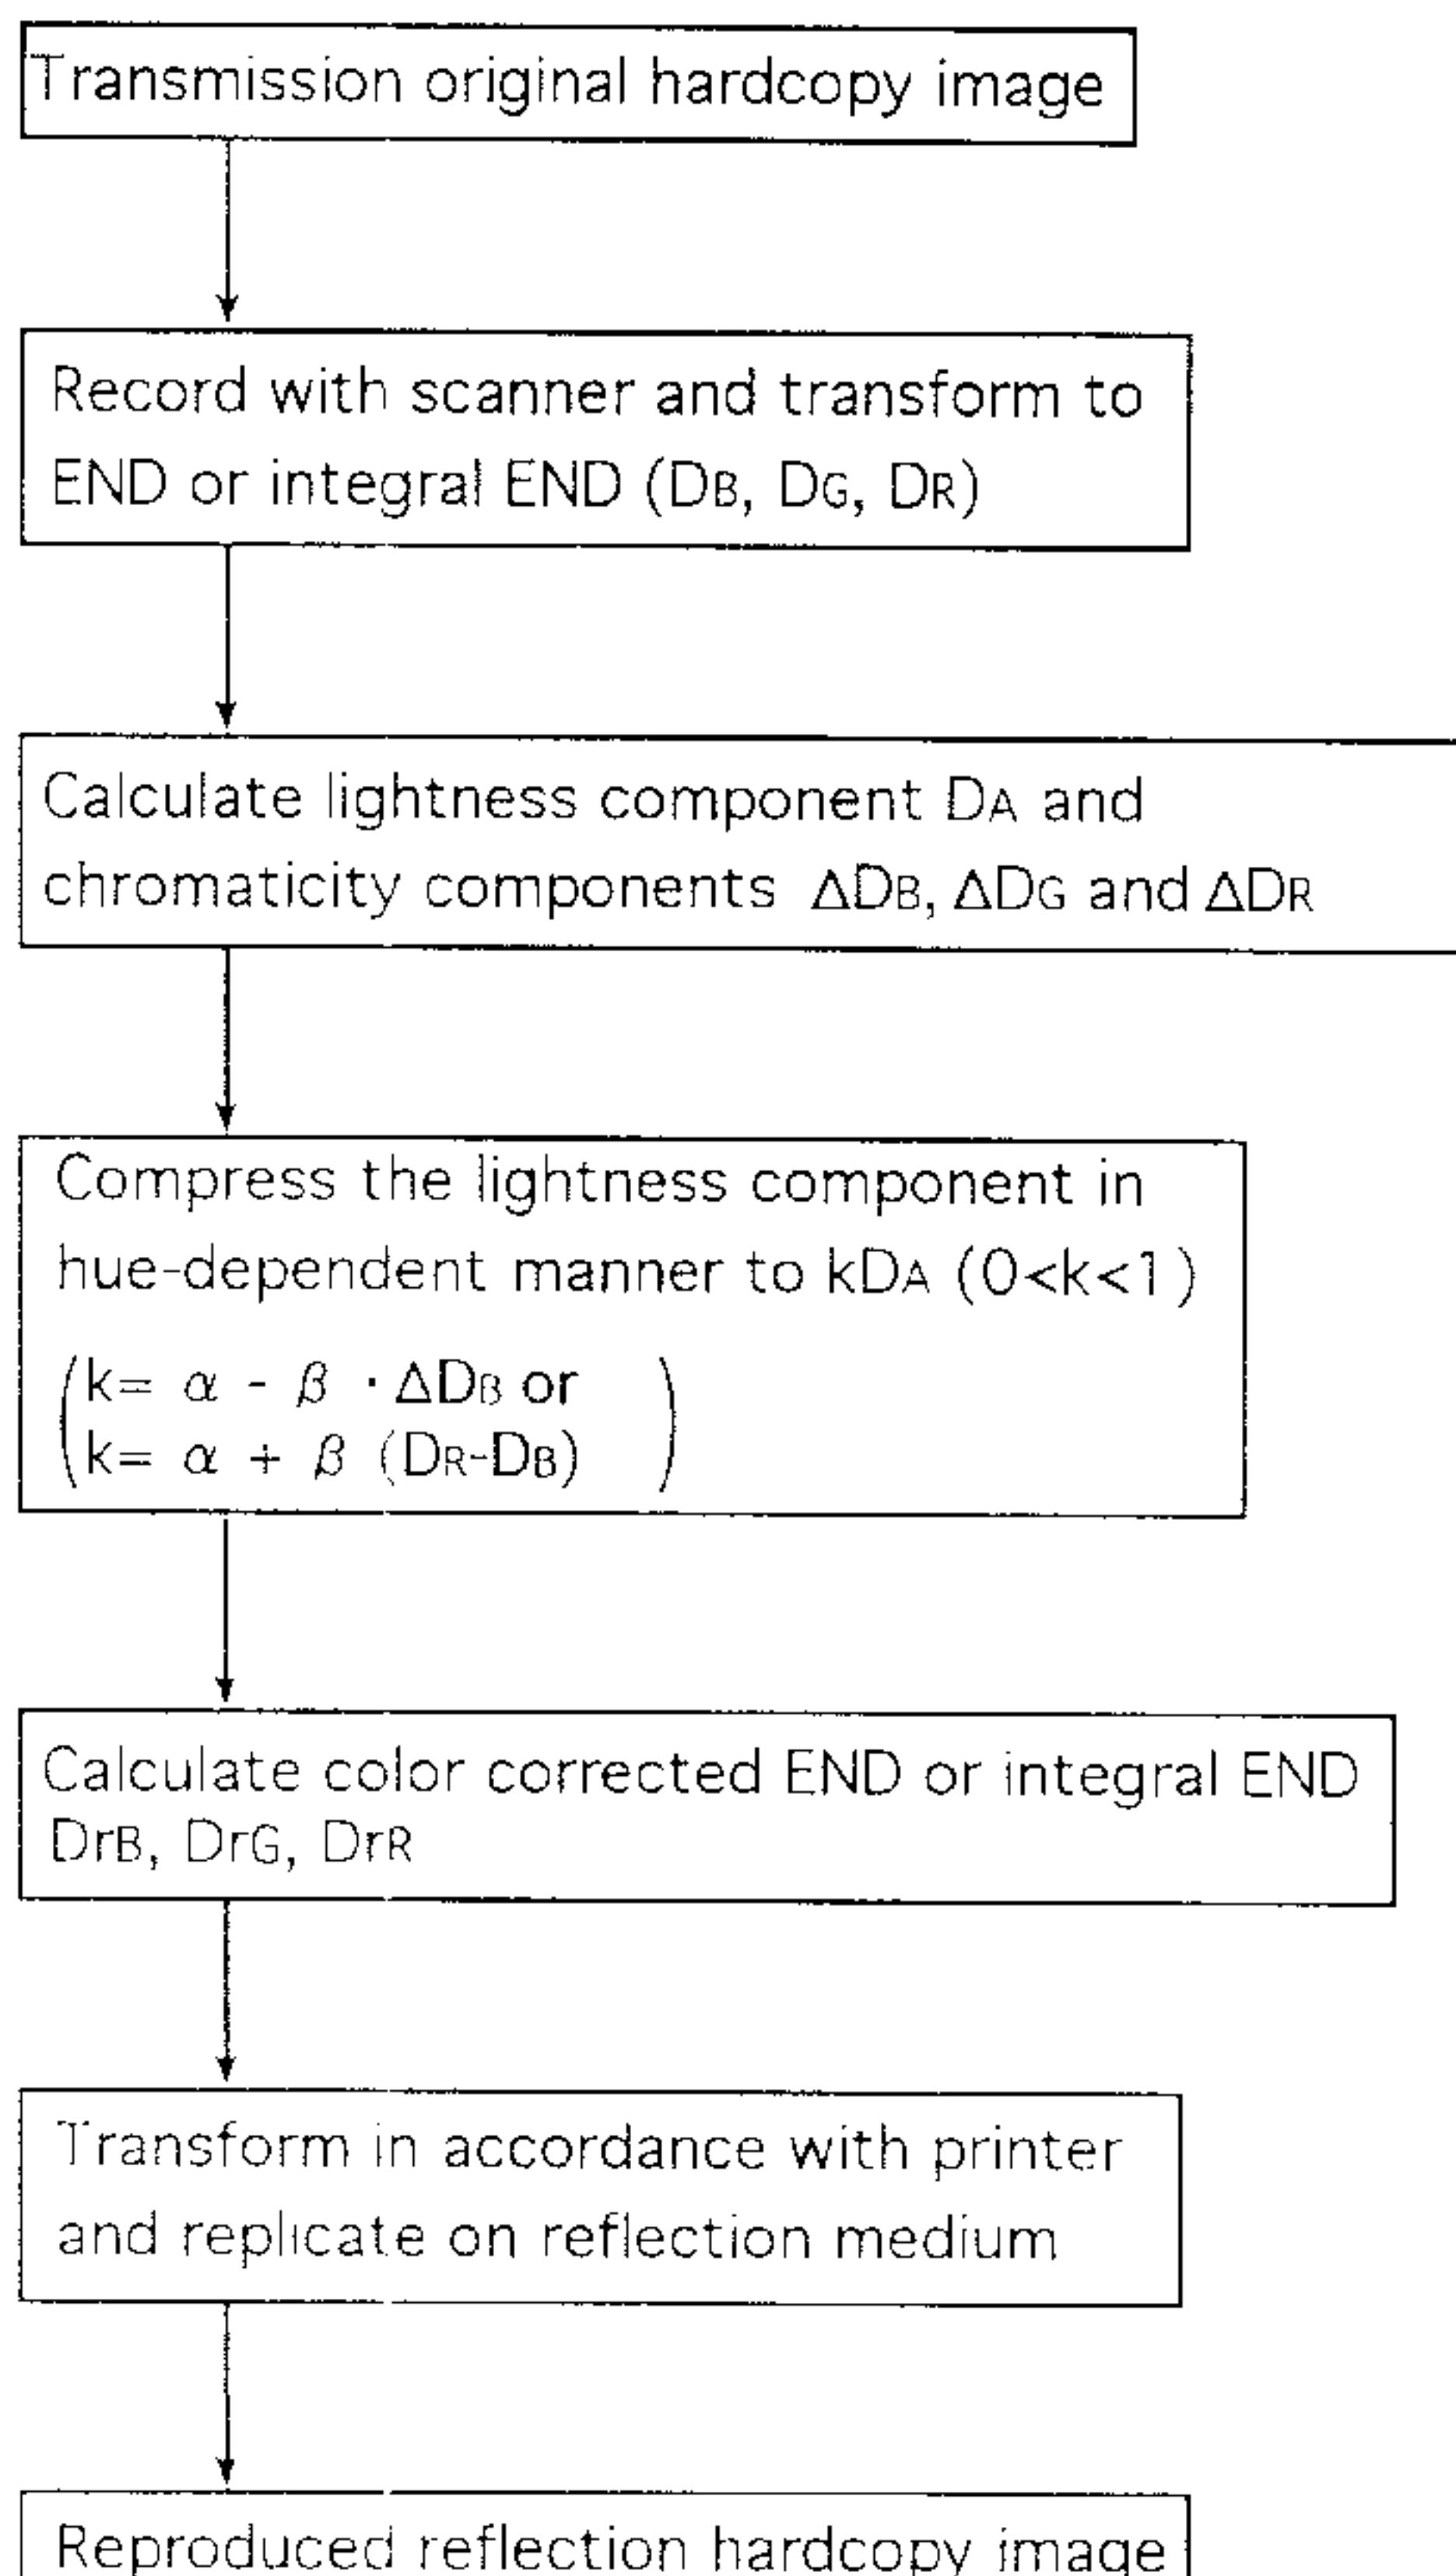 Transmission original hardcopy image
Record with scanner and transform to
END or integral END (DB, DG, DR)
Calculate lightness component DA and
chromaticity components ΔDB, ΔDG and ΔDR
Compress the lightness component in
hue-dependent manner to kDA (0<k<1)
(k= α - β · ΔDB or
k= α + β (DR-DB) )
Calculate color corrected END or integral END
DrB, DrG, DrR
Transform in accordance with printer
and replicate on reflection medium
Reproduced reflection hardcopy image